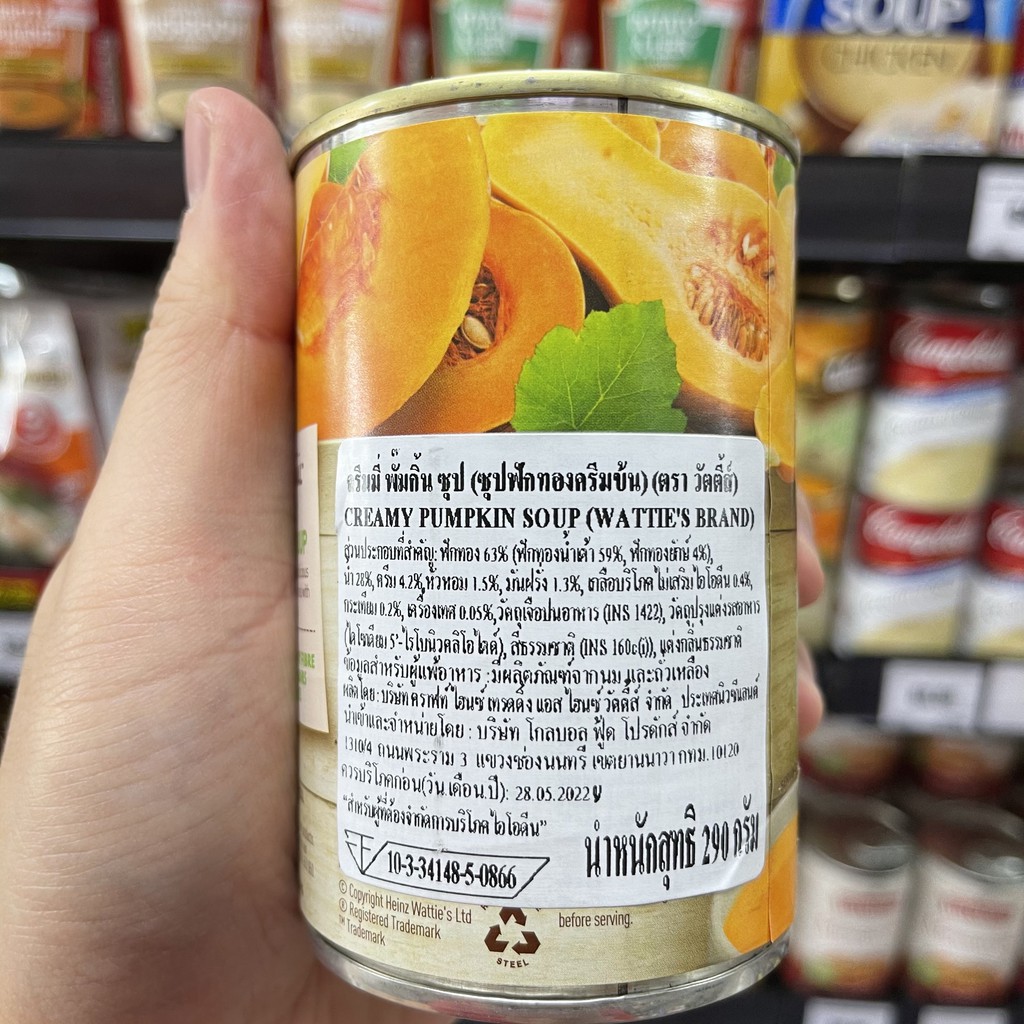 SOUP
CHICKEN
Campbell's
Campbell's
ครีมมี่ พั๊มกิ้น ซุป (ซุปฟักทองครีมข้น) (ตรา วัตตี้ส์)
CREAMY PUMPKIN SOUP (WATTIE'S BRAND)
ส่วนประกอบที่สำคัญ: ฟักทอง 63% (ฟักทองน้ำเต้า 59%, ฟักทองยักษ์ 4%),
น้ำ 28%, ครีม 4.2%, หัวหอม 1.5%, มันฝรั่ง 1.3%, เกลือบริโภคไม่เสริมไอโอดีน 0.4%,
กระเทียม 0.2%, เครื่องเทศ 0.05%, วัตถุเจือปนอาหาร (INS 1422), วัตถุปรุงแต่งรสอาหาร
(ไดโซเดียม 5'-ไรโบนิวคลีโอไตด์), สีธรรมชาติ (INS 160c(i)), แต่งกลิ่นธรรมชาติ
ข้อมูลสำหรับผู้แพ้อาหาร : มีผลิตภัณฑ์จากนม และถั่วเหลือง
ผลิตโดย : บริษัท คราฟท์ ไฮนซ์ เทรดดิ้ง แอส ไฮนซ์ วัตตี้ส์ จำกัด, ประเทศนิวซีแลนด์
นำเข้าและจำหน่ายโดย : บริษัท โกลบอล ฟู้ด โปรดักส์ จำกัด
1310/4 ถนนพระราม 3 แขวงช่องนนทรี เขตยานนาวา กทม.10120
ควรบริโภคก่อน(วัน.เดือน.ปี): 28.05.2022
"สำหรับผู้ที่ต้องจำกัดการบริโภคไอโอดีน"
10-3-34148-5-0866
น้ำหนักสุทธิ 290 กรัม
© Copyright Heinz Wattie's Ltd
® Registered Trademark
™ Trademark
before serving.
STEEL